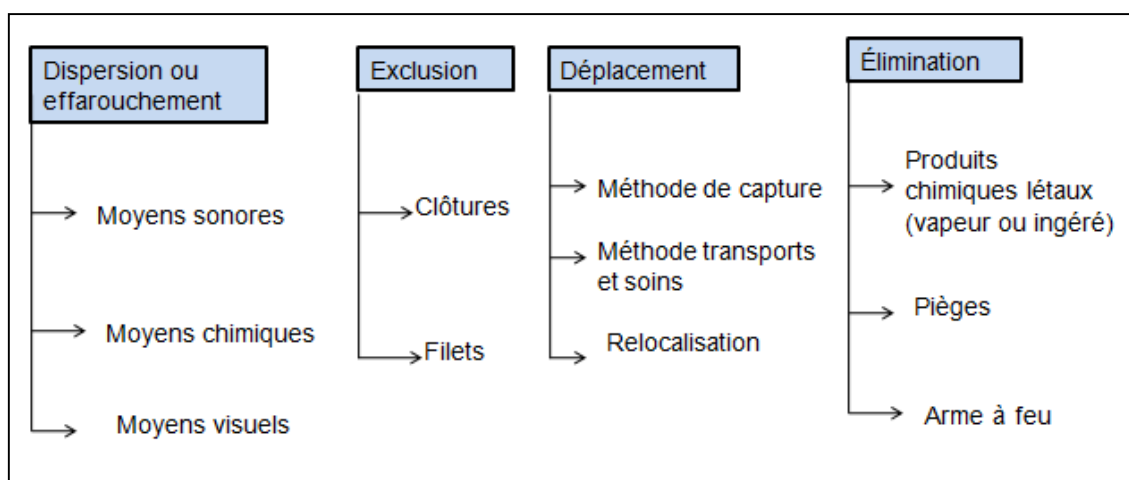 Dispersion ou
effarouchement
Moyens sonores
Moyens chimiques
Moyens visuels
Exclusion
Clôtures
Filets
Déplacement
Méthode de capture
Méthode transports
et soins
Relocalisation
Élimination
Produits
chimiques létaux
(vapeur ou ingéré)
Pièges
Arme à feu